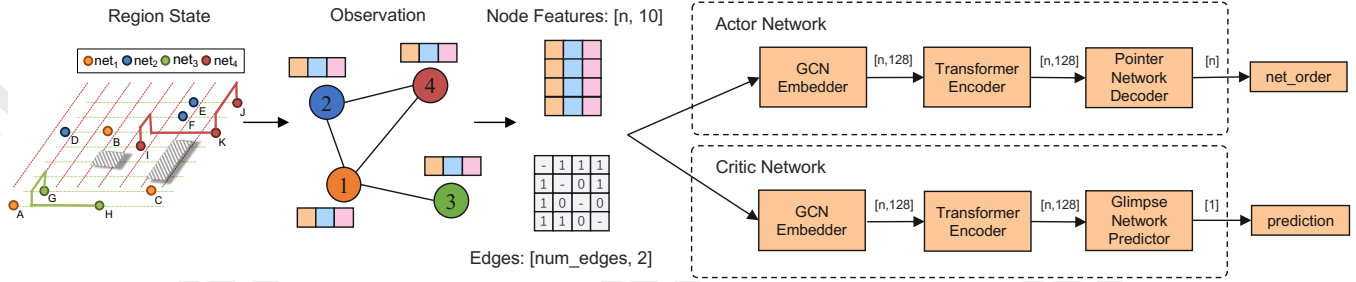 Region State
net1 net2 net3 net4
J
E
F
K
D
B
I
G
C
A
H
Observation
2
4
1
3
Node Features: [n, 10]
- 1 1 1
1 - 0 1
1 0 - 0
1 1 0 -
Edges: [num_edges, 2]
Actor Network
GCN
Embedder
[n,128]
Transformer
Encoder
[n,128]
Pointer
Network
Decoder
[n]
net_order
Critic Network
GCN
Embedder
[n,128]
Transformer
Encoder
[n,128]
Glimpse
Network
Predictor
[1]
prediction